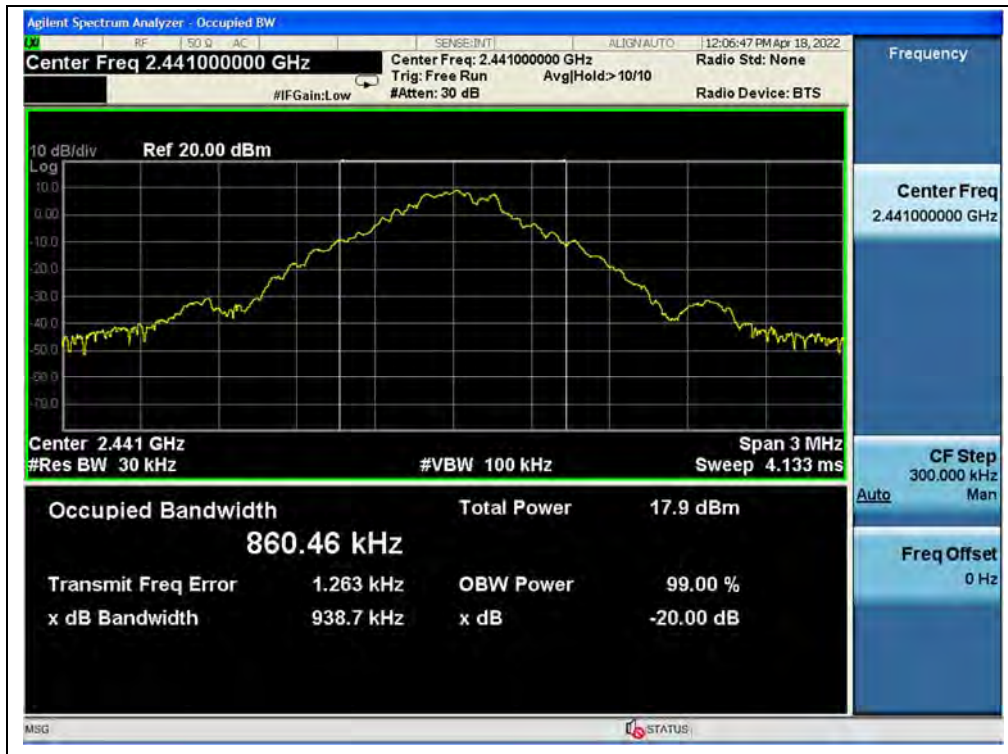 Agilent Spectrum Analyzer - Occupied BW
LXI RF 50 Ω AC SENSE:INT ALIGN AUTO 12:06:47 PM Apr 18, 2022
Center Freq 2.441000000 GHz Center Freq: 2.441000000 GHz Radio Std: None
Trig: Free Run Avg|Hold:> 10/10
#IFGain:Low #Atten: 30 dB Radio Device: BTS
10 dB/div Ref 20.00 dBm
Log
10.0
0.00
-10.0
-20.0
-30.0
-40.0
-50.0
-60.0
-70.0
Center 2.441 GHz Span 3 MHz
#Res BW 30 kHz #VBW 100 kHz Sweep 4.133 ms
Occupied Bandwidth Total Power 17.9 dBm
860.46 kHz
Transmit Freq Error 1.263 kHz OBW Power 99.00 %
x dB Bandwidth 938.7 kHz x dB -20.00 dB
MSG STATUS
Frequency
Center Freq
2.441000000 GHz
CF Step
300.000 kHz
Auto Man
Freq Offset
0 Hz